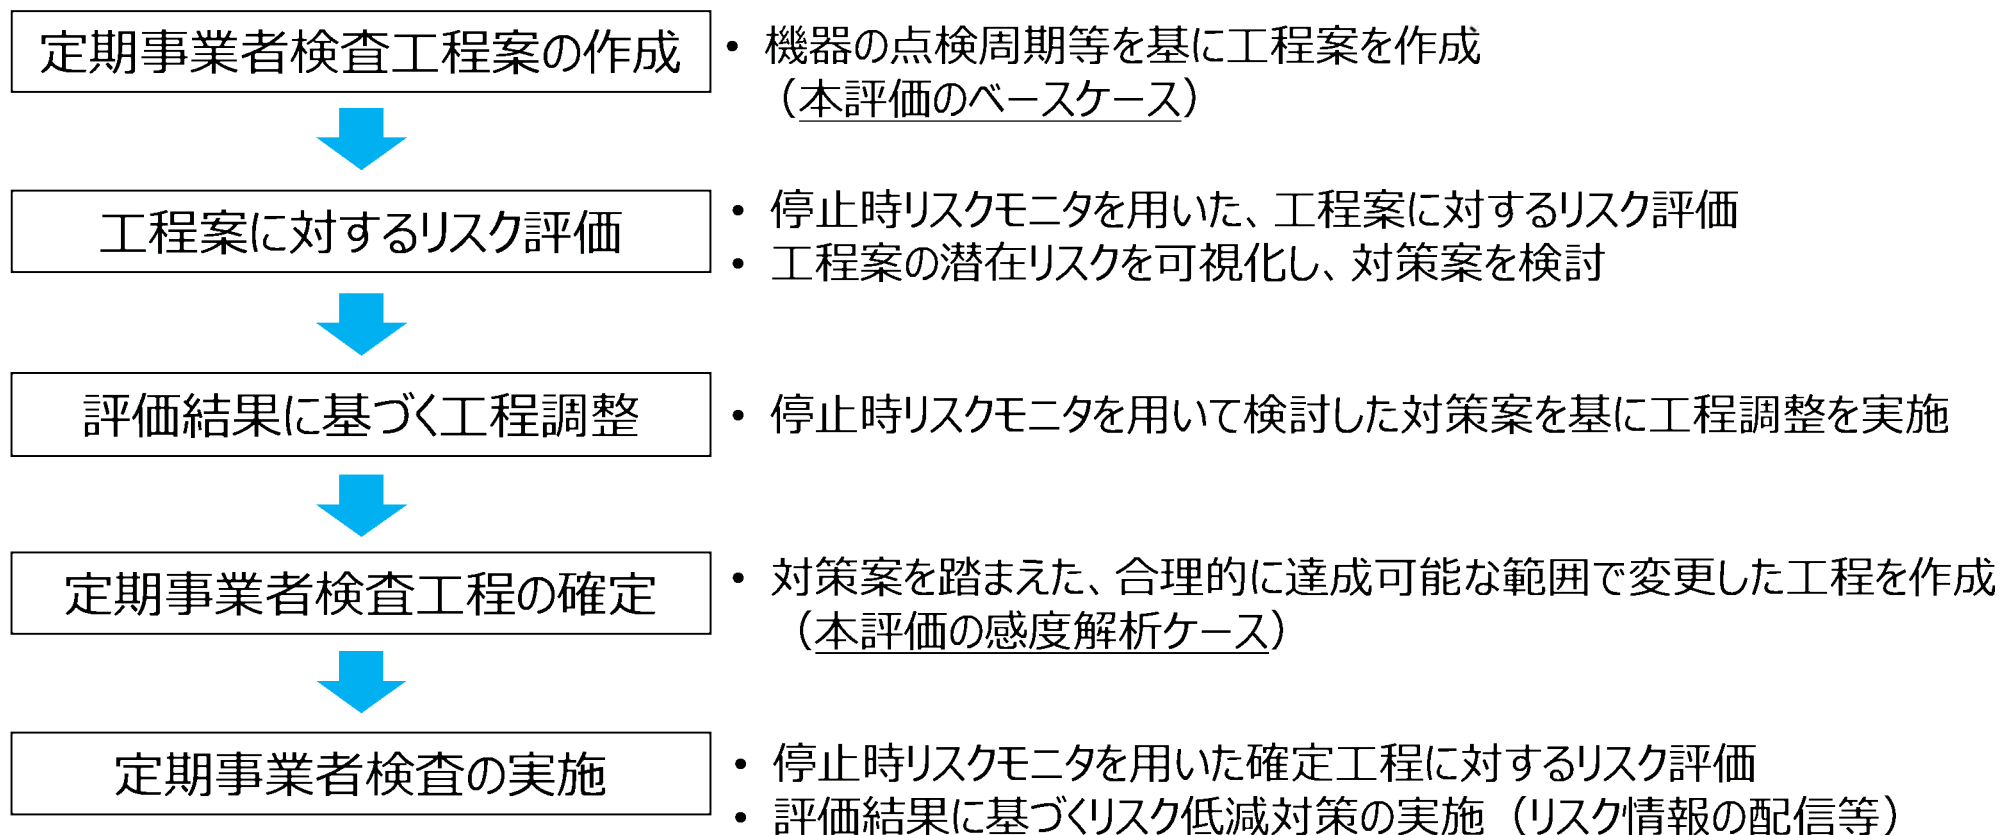 定期事業者検査工程案の作成
• 機器の点検周期等を基に工程案を作成
（本評価のベースケース）
工程案に対するリスク評価
• 停止時リスクモニタを用いた、工程案に対するリスク評価
• 工程案の潜在リスクを可視化し、対策案を検討
評価結果に基づく工程調整
• 停止時リスクモニタを用いて検討した対策案を基に工程調整を実施
定期事業者検査工程の確定
• 対策案を踏まえた、合理的に達成可能な範囲で変更した工程を作成
（本評価の感度解析ケース）
定期事業者検査の実施
• 停止時リスクモニタを用いた確定工程に対するリスク評価
• 評価結果に基づくリスク低減対策の実施（リスク情報の配信等）